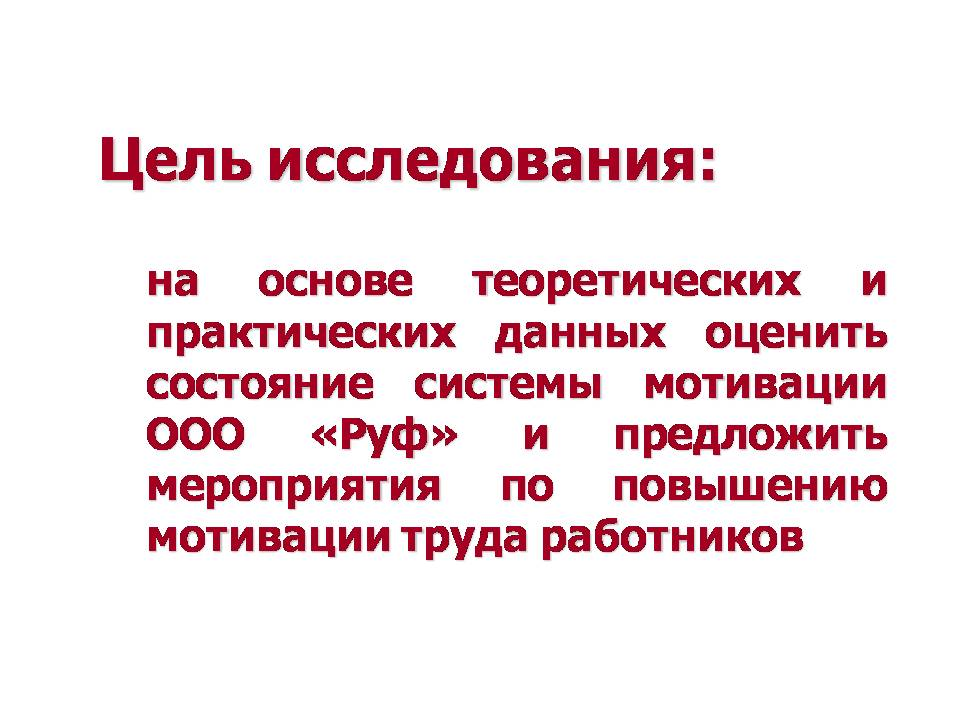 Цель исследования:
на основе теоретических и
практических данных оценить
состояние системы мотивации
ООО «Руф» и предложить
мероприятия по повышению
мотивации труда работников